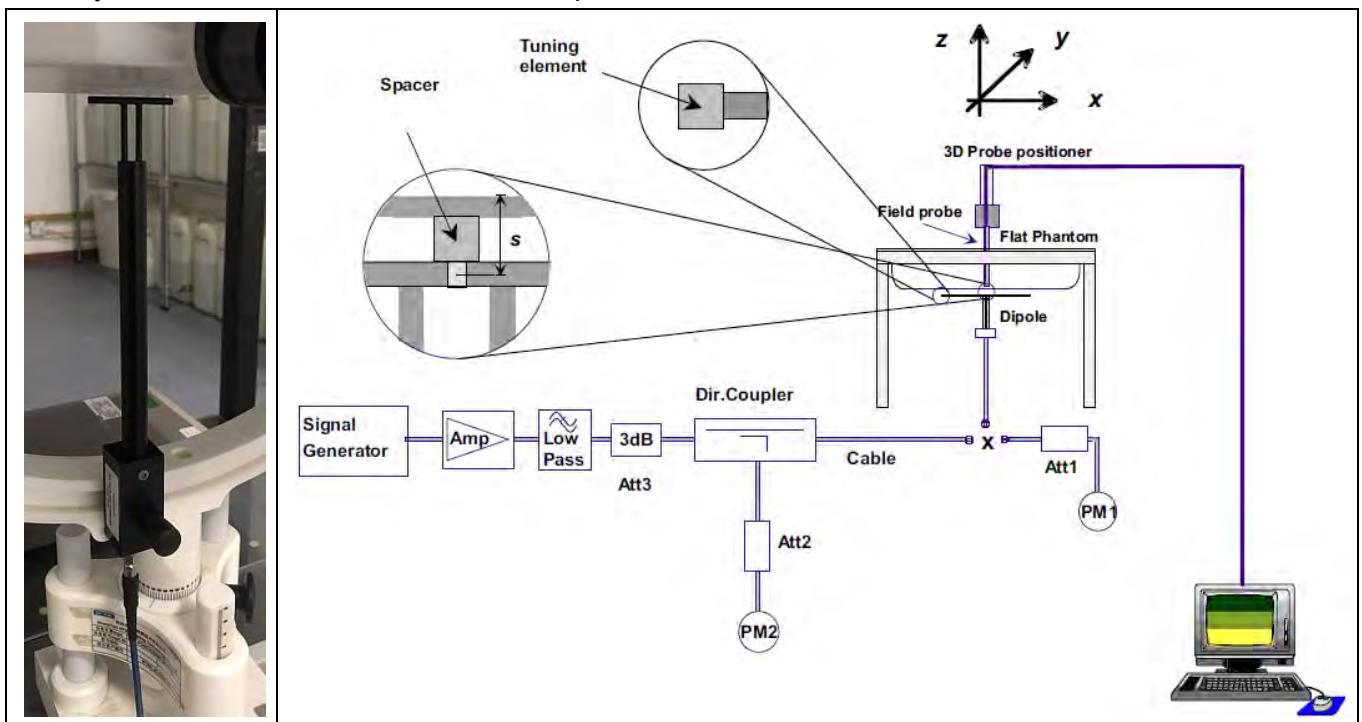 Tuning
element
Spacer
s
z
y
x
3D Probe positioner
Field probe
Flat Phantom
Dipole
Dir.Coupler
Signal
Generator
Amp
Low
Pass
3dB
Att3
Cable
x
Att1
PM1
Att2
PM2